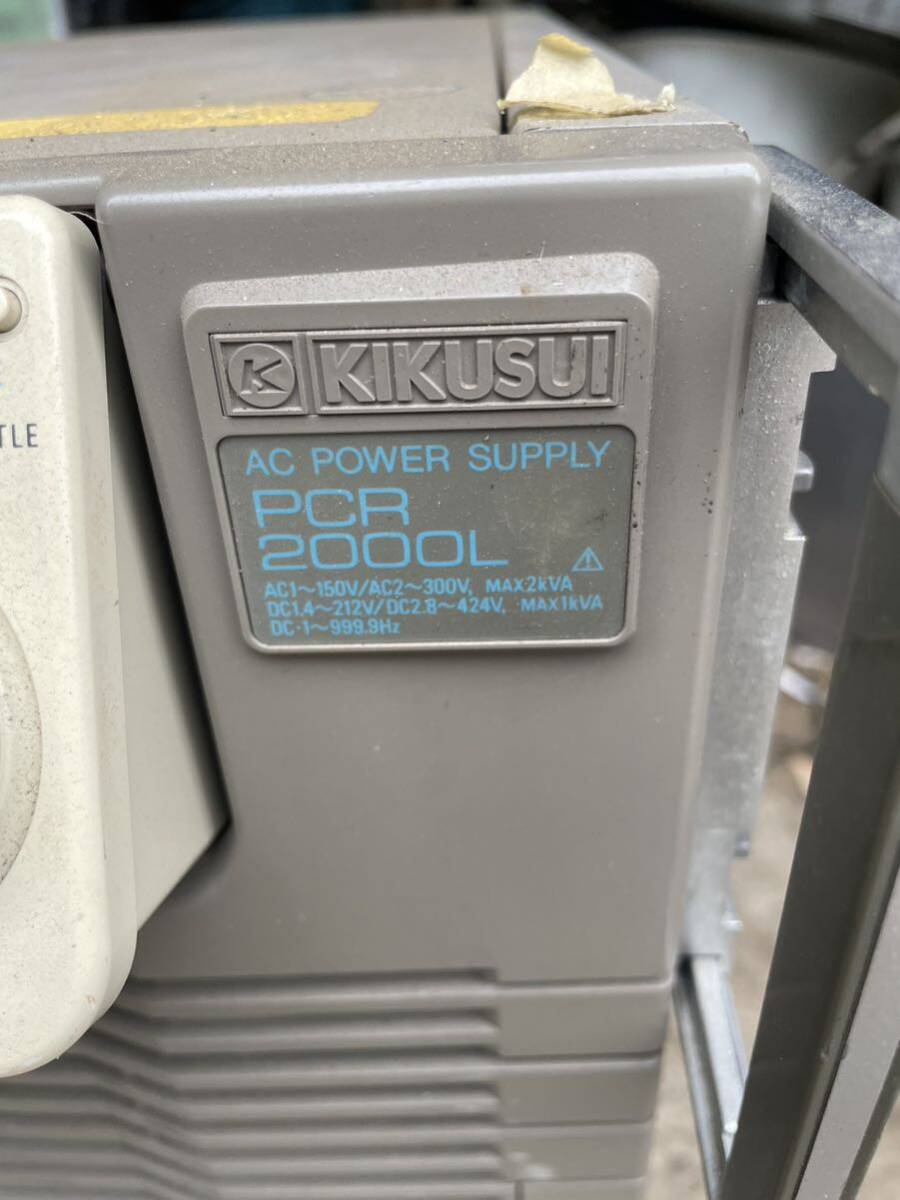 KIKUSUI
AC POWER SUPPLY
PCR
2000L
AC1~150V/AC2~300V, MAX2kVA
DC1.4~212V/DC2.8~424V, MAX1kVA
DC·1~999.9Hz
TLE